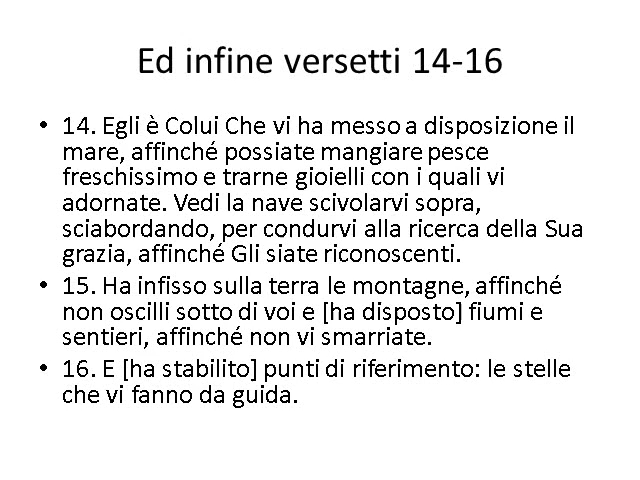 Ed infine versetti 14-16
• 14. Egli è Colui Che vi ha messo a disposizione il
mare, affinché possiate mangiare pesce
freschissimo e trarne gioielli con i quali vi
adornate. Vedi la nave scivolarvi sopra,
sciabordando, per condurvi alla ricerca della Sua
grazia, affinché Gli siate riconoscenti.
• 15. Ha infisso sulla terra le montagne, affinché
non oscilli sotto di voi e [ha disposto] fiumi e
sentieri, affinché non vi smarriate.
• 16. E [ha stabilito] punti di riferimento: le stelle
che vi fanno da guida.